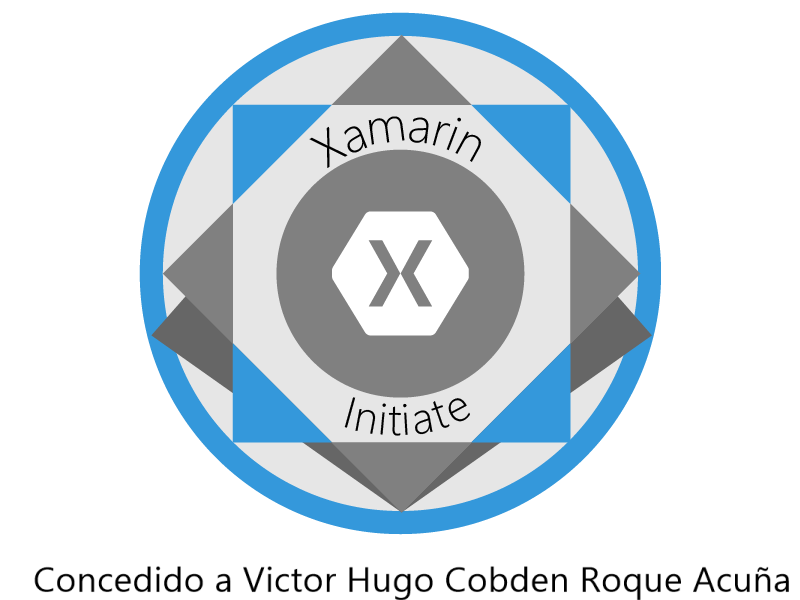 Xamarin
X
Initiate
Concedido a Victor Hugo Cobden Roque Acuña